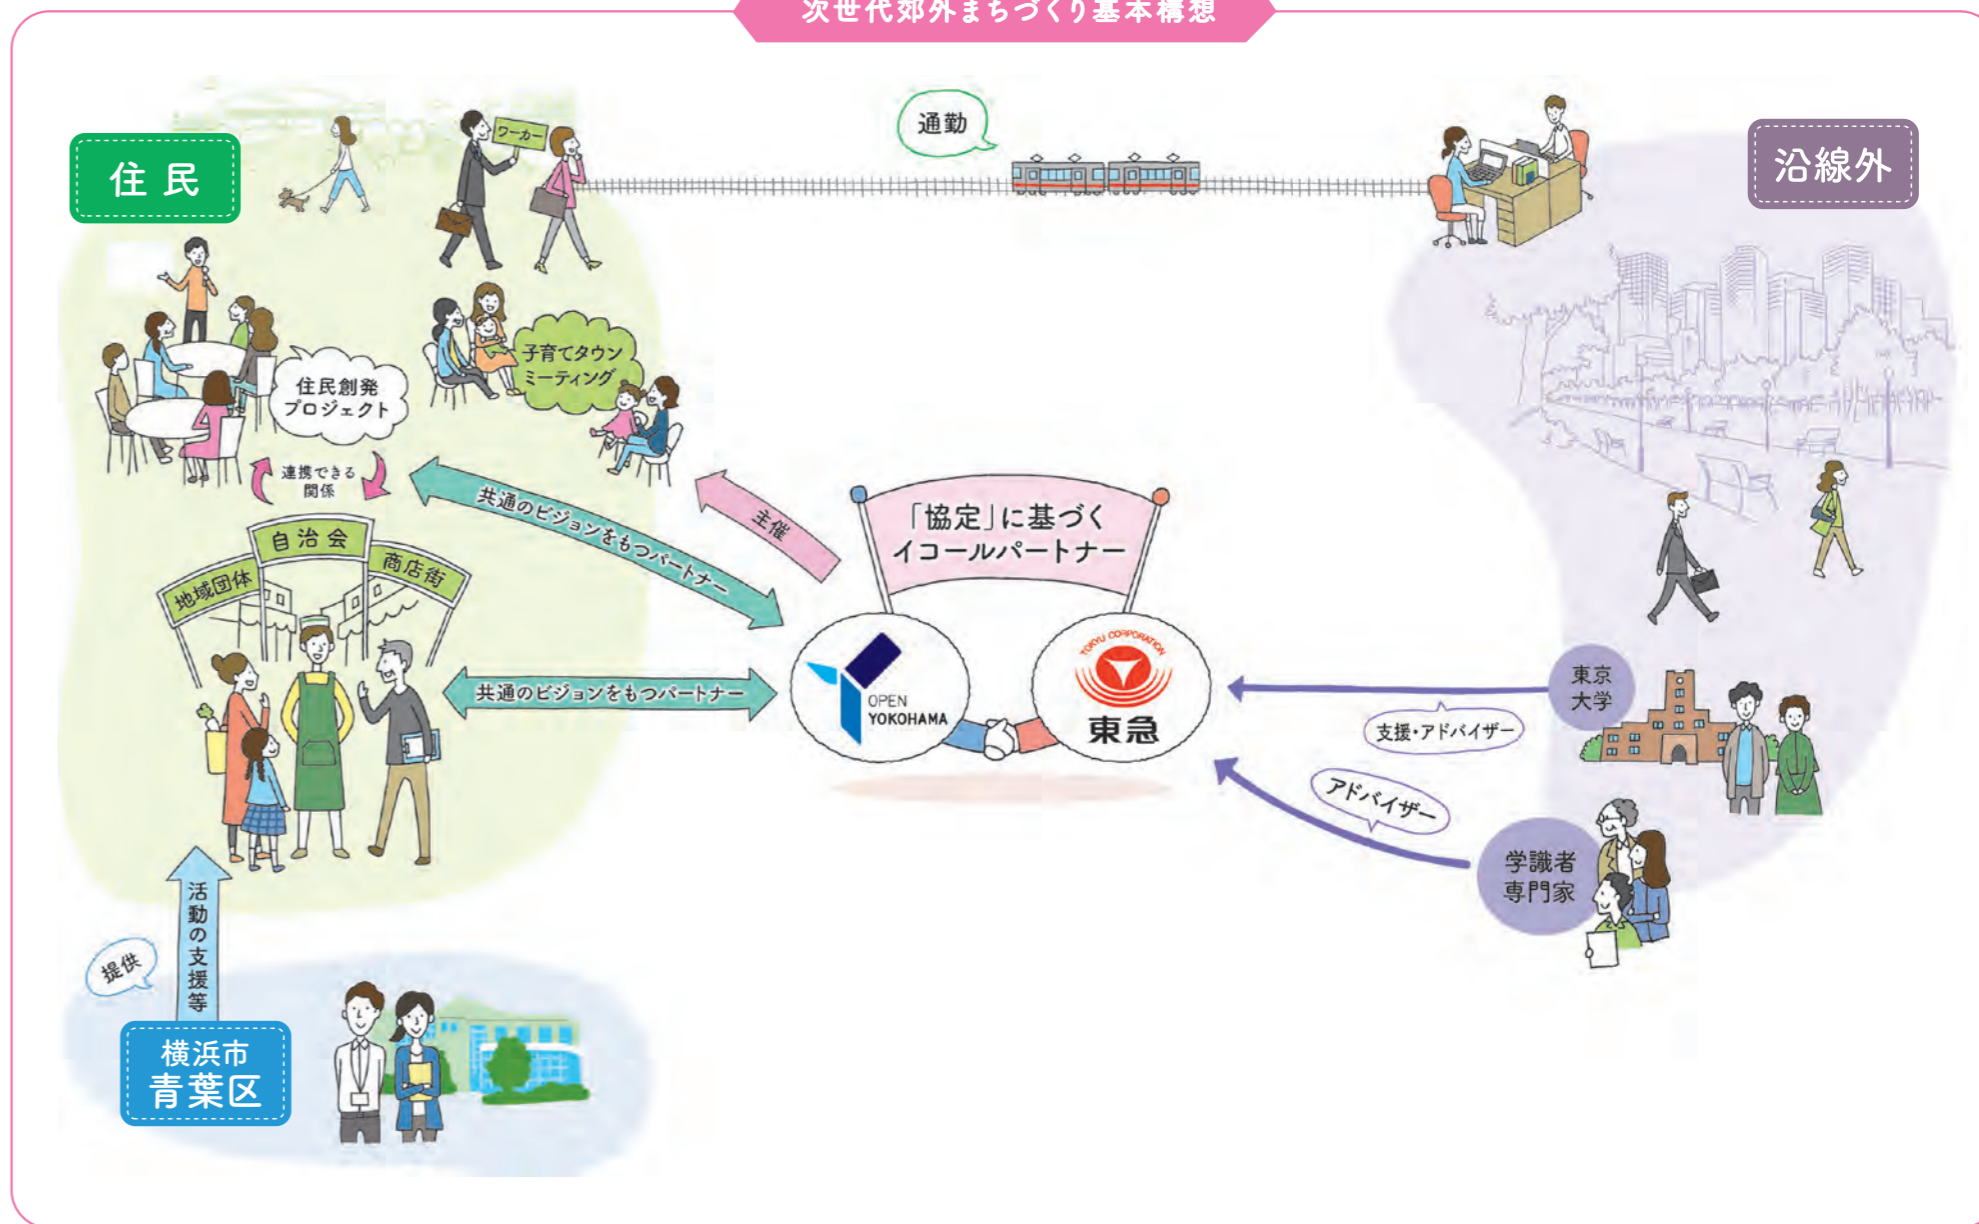 次世代郊外まちづくり基本構想
住民
ワーカー
通勤
沿線外
子育てタウン
ミーティング
住民創発
プロジェクト
連携できる
関係
共通のビジョンをもつパートナー
主催
「協定」に基づく
イコールパートナー
地域団体
自治会
商店街
共通のビジョンをもつパートナー
OPEN
YOKOHAMA
TOKYU CORPORATION
東急
東京
大学
支援・アドバイザー
アドバイザー
学識者
専門家
活動の支援等
提供
横浜市
青葉区